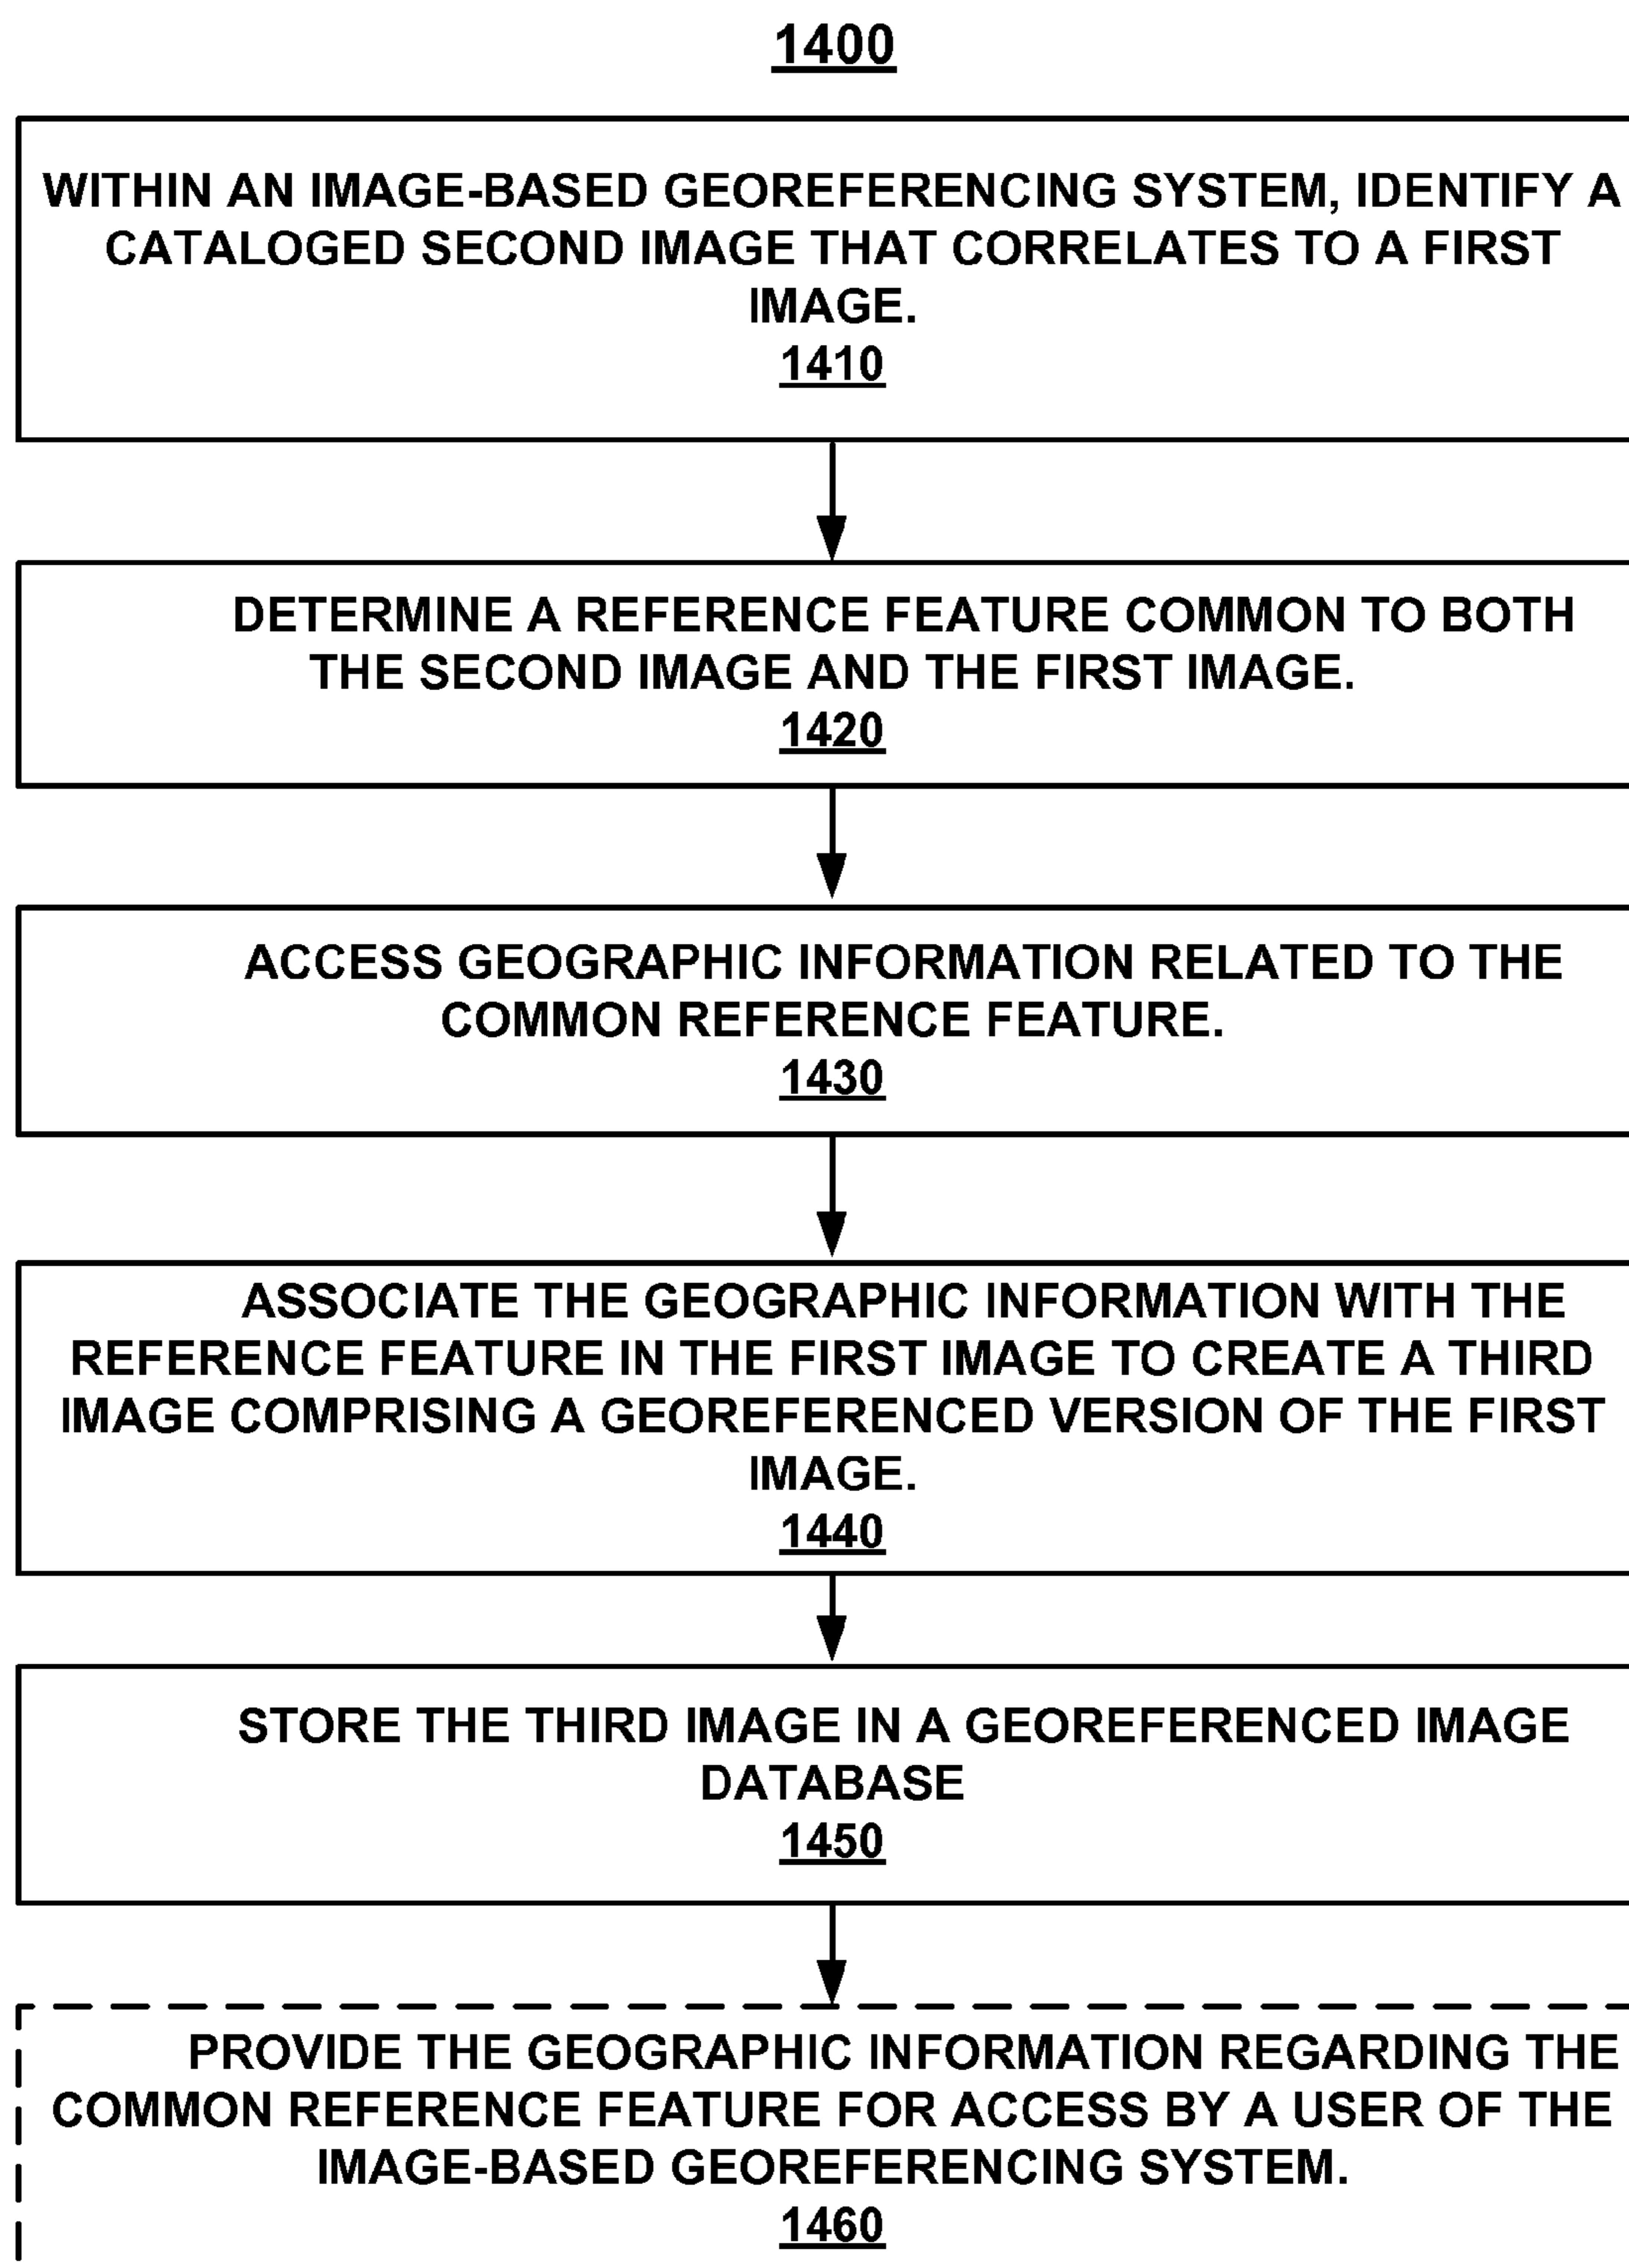 1400
WITHIN AN IMAGE-BASED GEOREFERENCING SYSTEM, IDENTIFY A
CATALOGED SECOND IMAGE THAT CORRELATES TO A FIRST
IMAGE.
1410
DETERMINE A REFERENCE FEATURE COMMON TO BOTH
THE SECOND IMAGE AND THE FIRST IMAGE.
1420
ACCESS GEOGRAPHIC INFORMATION RELATED TO THE
COMMON REFERENCE FEATURE.
1430
ASSOCIATE THE GEOGRAPHIC INFORMATION WITH THE
REFERENCE FEATURE IN THE FIRST IMAGE TO CREATE A THIRD
IMAGE COMPRISING A GEOREFERENCED VERSION OF THE FIRST
IMAGE.
1440
STORE THE THIRD IMAGE IN A GEOREFERENCED IMAGE
DATABASE
1450
PROVIDE THE GEOGRAPHIC INFORMATION REGARDING THE
COMMON REFERENCE FEATURE FOR ACCESS BY A USER OF THE
IMAGE-BASED GEOREFERENCING SYSTEM.
1460